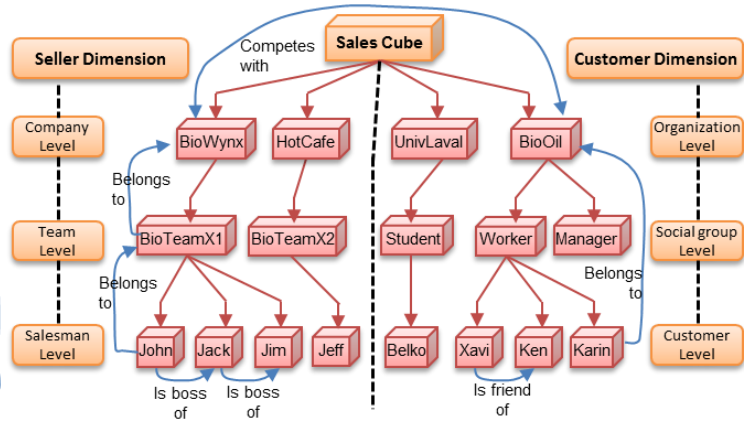 Sales Cube
Competes
with
Seller Dimension
Customer Dimension
Company
Level
BioWynx
HotCafe
UnivLaval
BioOil
Organization
Level
Belongs
to
Team
Level
BioTeamX1
BioTeamX2
Student
Worker
Manager
Social group
Level
Belongs
to
Belongs
to
Salesman
Level
John
Jack
Jim
Jeff
Belko
Xavi
Ken
Karin
Customer
Level
Is boss
of
Is boss
of
Is friend
of